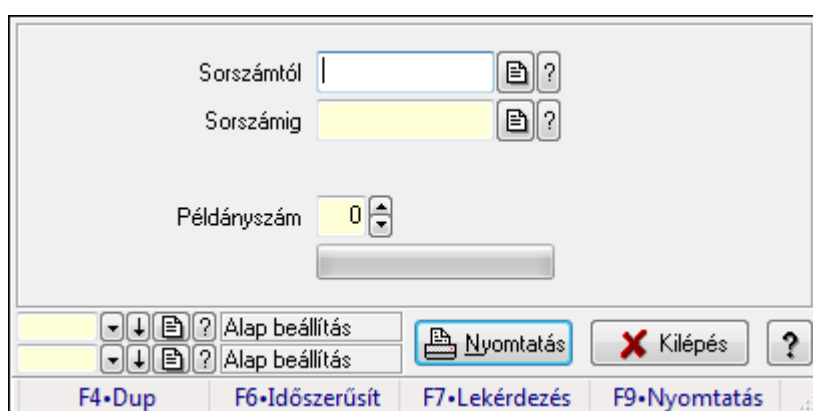 Sorszámtól ?
Sorszámig ?
Példányszám 0
? Alap beállítás
? Alap beállítás
Nyomtatás Kilépés ?
F4•Dup F6•Időszerűsít F7•Lekérdezés F9•Nyomtatás